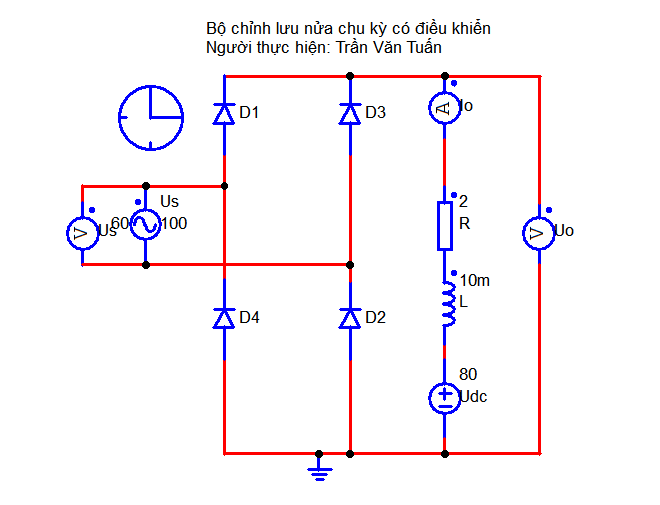 Bộ chỉnh lưu nửa chu kỳ có điều khiển
Người thực hiện: Trần Văn Tuấn
D1
D3
A
Io
Us
2
R
V
Us
60
100
V
Uo
10m
L
D4
D2
80
Udc